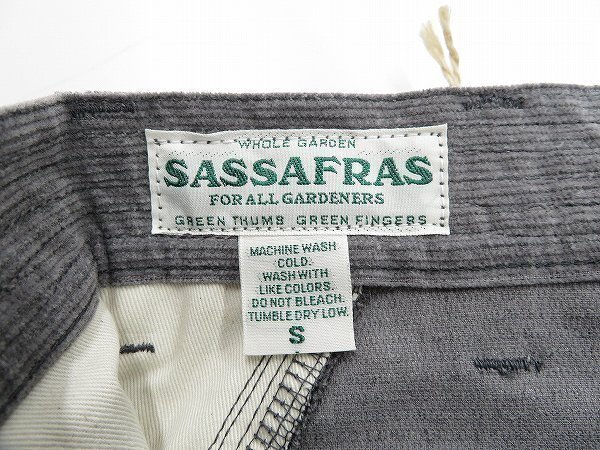 WHOLE GARDEN
SASSAFRAS
FOR ALL GARDENERS
GREEN THUMB GREEN FINGERS
MACHINE WASH
COLD.
WASH WITH
LIKE COLORS.
DO NOT BLEACH.
TUMBLE DRY LOW.
S